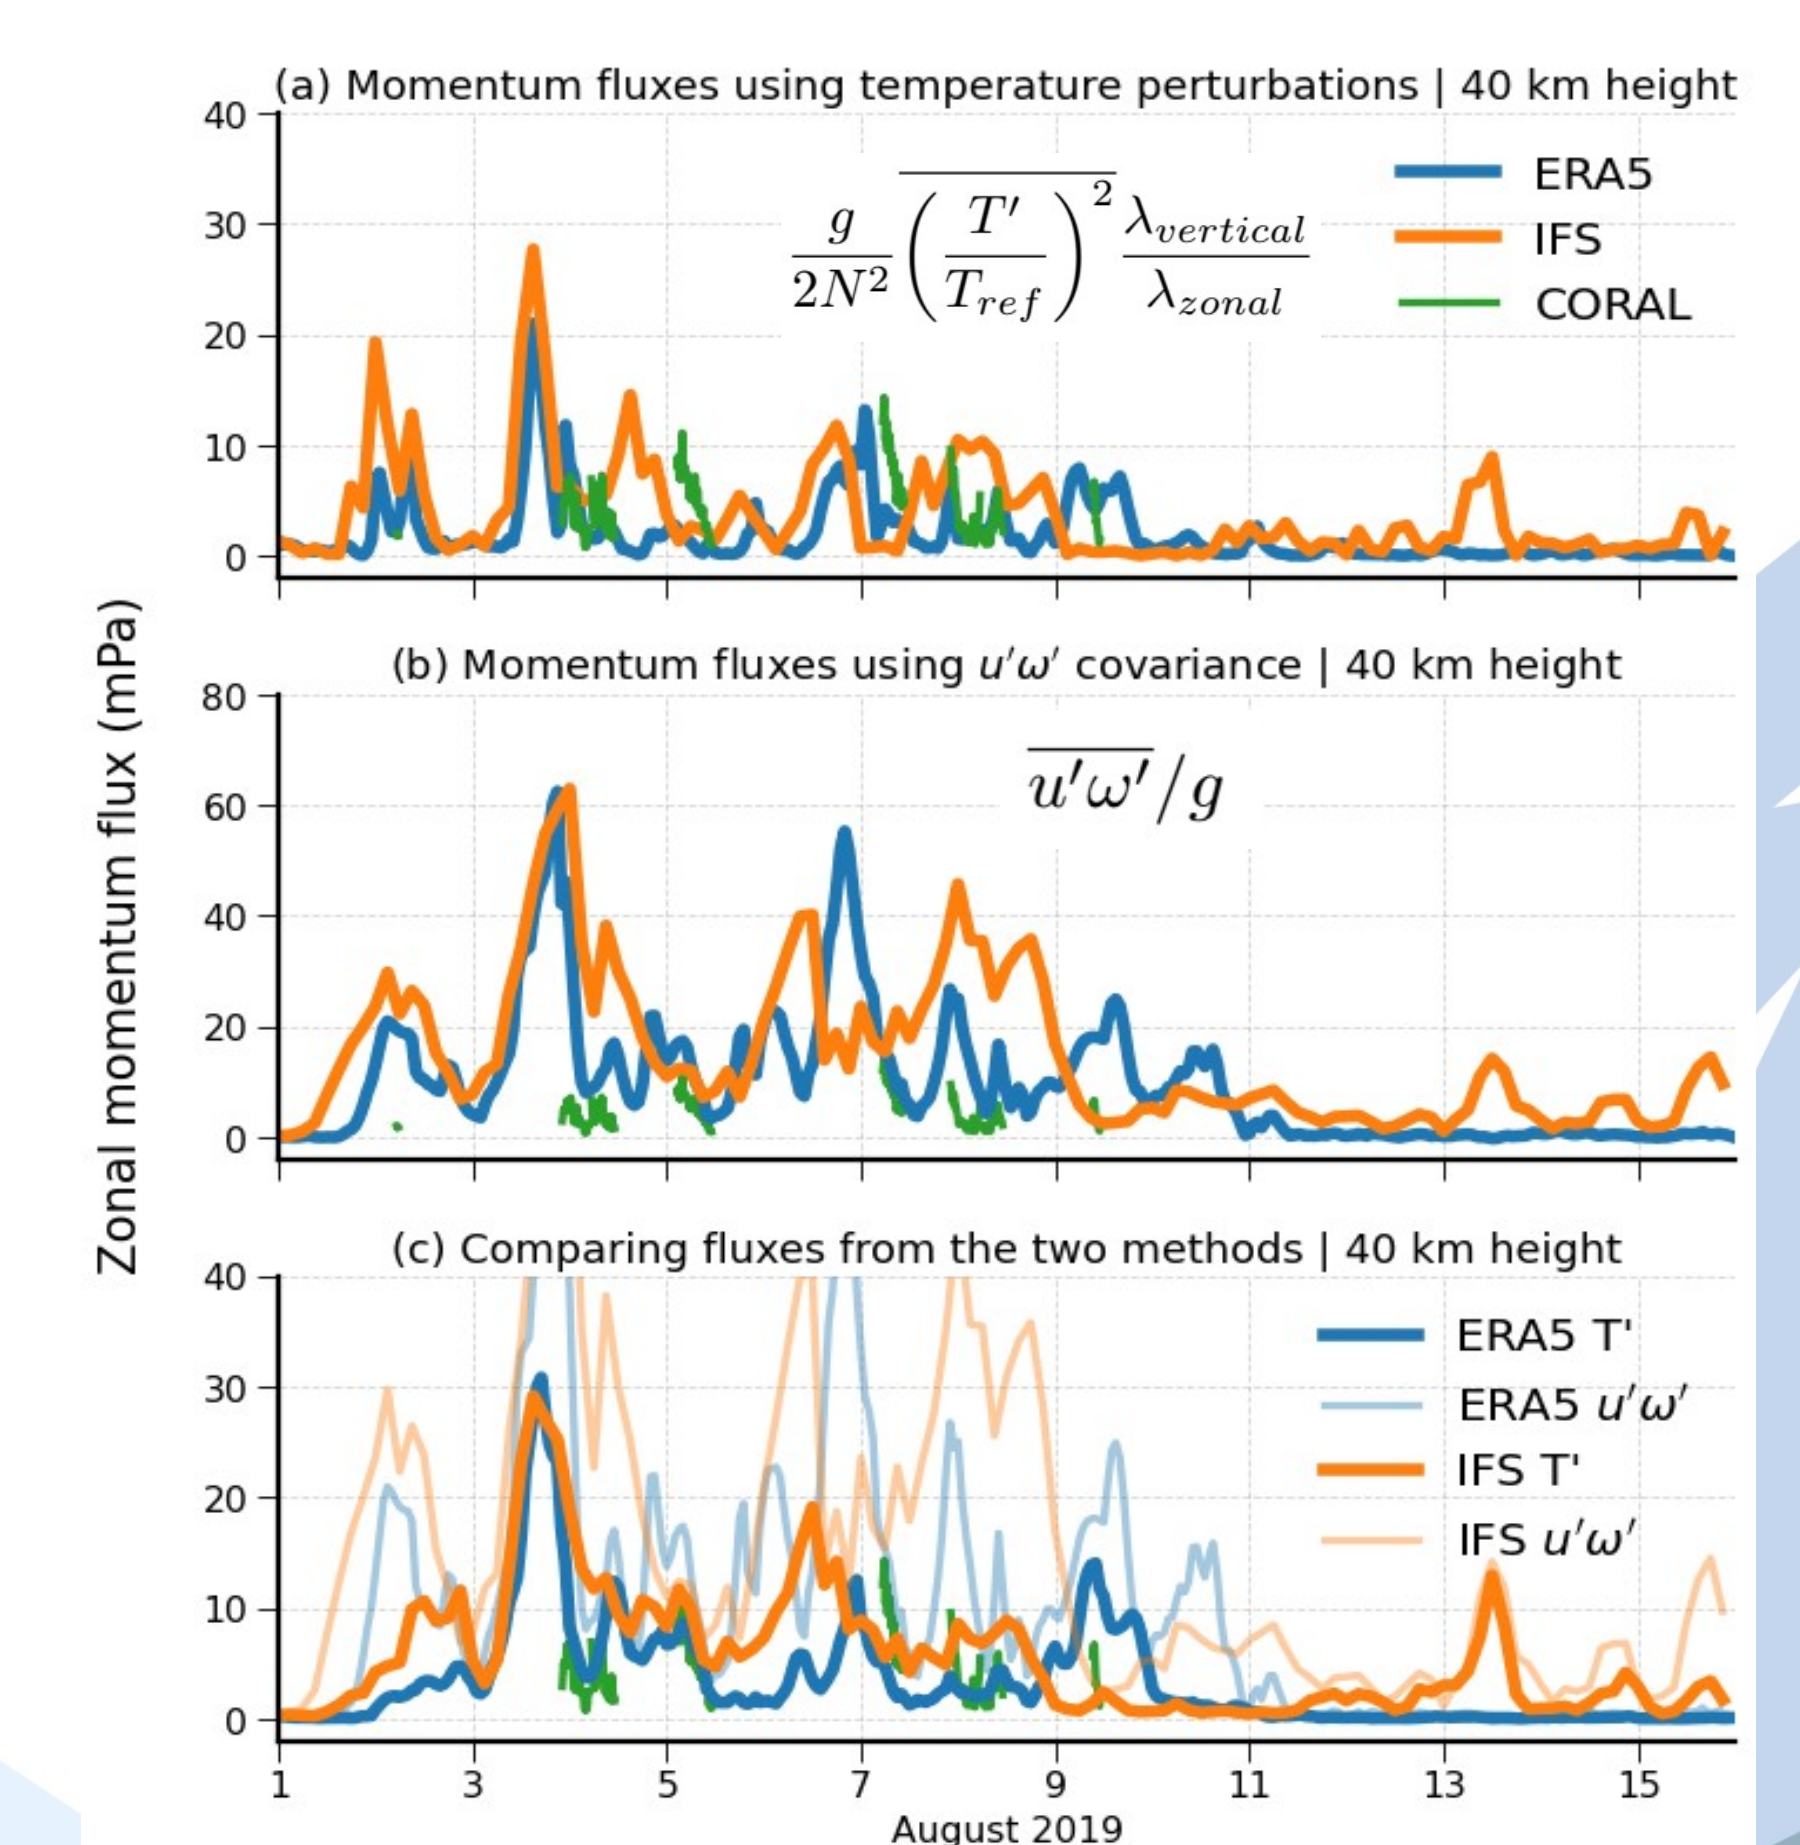 (a) Momentum fluxes using temperature perturbations | 40 km height
40
30
20
10
0
g/2N² (T′/T_ref)² λ_vertical/λ_zonal
ERA5
IFS
CORAL
Zonal momentum flux (mPa)
(b) Momentum fluxes using u′ω′ covariance | 40 km height
80
60
40
20
0
u′ω′/g
(c) Comparing fluxes from the two methods | 40 km height
40
30
20
10
0
ERA5 T'
ERA5 u′ω′
IFS T'
IFS u′ω′
1 3 5 7 9 11 13 15
August 2019